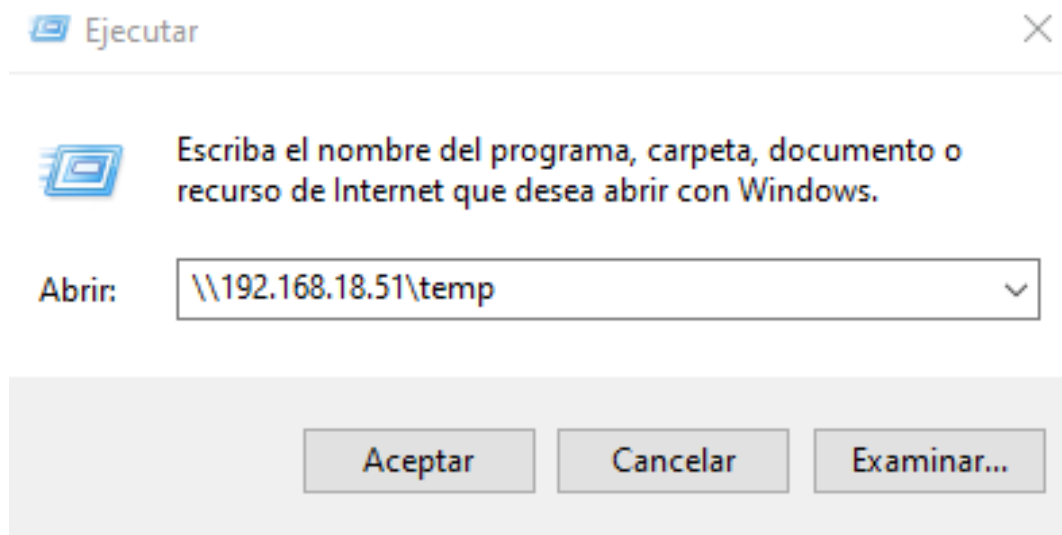 Ejecutar
Escriba el nombre del programa, carpeta, documento o
recurso de Internet que desea abrir con Windows.
Abrir: \\192.168.18.51\temp
Aceptar Cancelar Examinar...